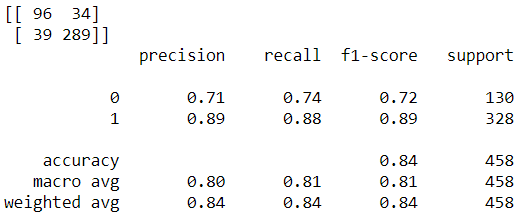 [[ 96 34]
[ 39 289]]
precision recall f1-score support
0 0.71 0.74 0.72 130
1 0.89 0.88 0.89 328
accuracy 0.84 458
macro avg 0.80 0.81 0.81 458
weighted avg 0.84 0.84 0.84 458